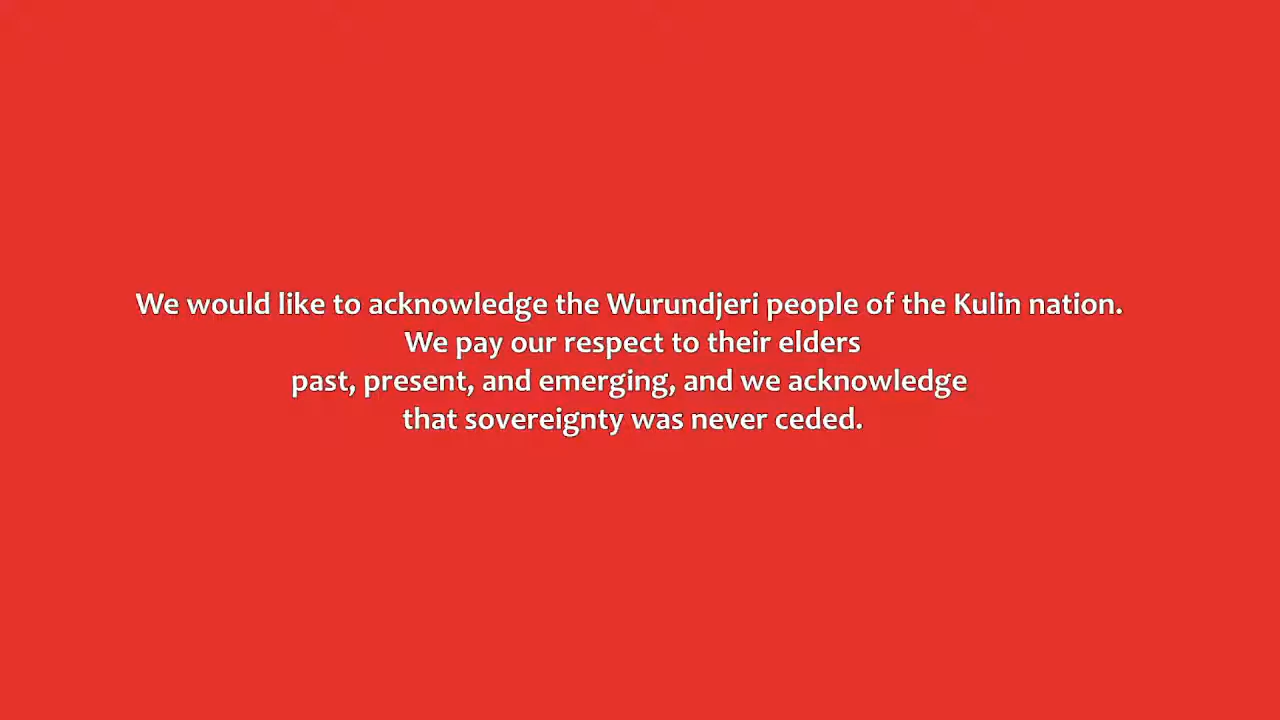 We would like to acknowledge the Wurundjeri people of the Kulin nation.
We pay our respect to their elders
past, present, and emerging, and we acknowledge
that sovereignty was never ceded.